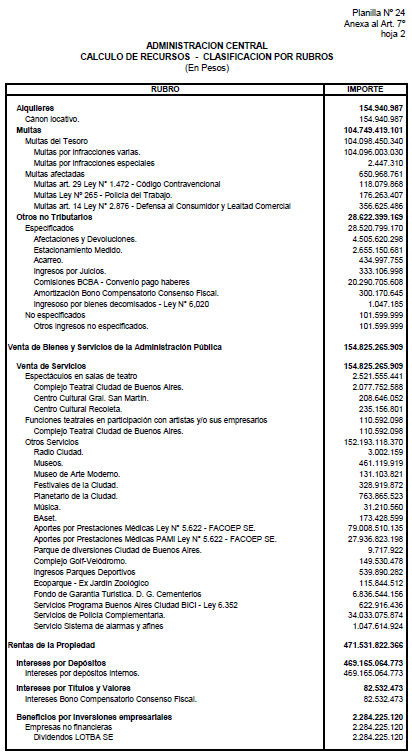 Planilla Nº 24
Anexa al Art. 7º
hoja 2
ADMINISTRACION CENTRAL
CALCULO DE RECURSOS - CLASIFICACION POR RUBROS
(En Pesos)
RUBRO IMPORTE
Alquileres 154.940.987
Cánon locativo. 154.940.987
Multas 104.749.419.101
Multas del Tesoro 104.098.450.340
Multas por infracciones varias. 104.096.003.030
Multas por infracciones especiales 2.447.310
Multas afectadas 650.968.761
Multas art. 29 Ley N° 1.472 - Código Contravencional 118.079.868
Multas Ley Nº 265 - Policía del Trabajo. 176.263.407
Multas art. 14 Ley N° 2.876 - Defensa al Consumidor y Lealtad Comercial 356.625.486
Otros no Tributarios 28.622.399.169
Especificados 28.520.799.170
Afectaciones y Devoluciones. 4.505.620.298
Estacionamiento Medido. 2.655.150.681
Acarreo. 434.997.755
Ingresos por Juicios. 333.106.998
Comisiones BCBA - Convenio pago haberes 20.290.705.608
Amortización Bono Compensatorio Consenso Fiscal. 300.170.645
Ingresoso por bienes decomisados - Ley N° 6,020 1.047.185
No especificados 101.599.999
Otros ingresos no especificados. 101.599.999
Venta de Bienes y Servicios de la Administración Pública 154.825.265.909
Venta de Servicios 154.825.265.909
Espectáculos en salas de teatro 2.521.555.441
Complejo Teatral Ciudad de Buenos Aires. 2.077.752.588
Centro Cultural Gral. San Martín. 208.646.052
Centro Cultural Recoleta. 235.156.801
Funciones teatrales en participación con artistas y/o sus empresarios 110.592.098
Complejo Teatral Ciudad de Buenos Aires. 110.592.098
Otros Servicios 152.193.118.370
Radio Ciudad. 3.002.159
Museos. 461.119.919
Museo de Arte Moderno. 131.103.821
Festivales de la Ciudad. 328.919.872
Planetario de la Ciudad. 763.865.523
Música. 31.210.560
BAset. 173.428.599
Aportes por Prestaciones Médicas Ley N° 5.622 - FACOEP SE. 79.008.510.135
Aportes por Prestaciones Médicas PAMI Ley N° 5.622 - FACOEP SE. 27.936.823.198
Parque de diversiones Ciudad de Buenos Aires. 9.717.922
Complejo Golf-Velódromo. 149.530.478
Ingresos Parques Deportivos 539.890.282
Ecoparque - Ex Jardín Zoológico 115.844.512
Fondo de Garantía Turística. D. G. Cementerios 6.836.544.156
Servicios Programa Buenos Aires Ciudad BICI - Ley 6.352 622.916.436
Servicios de Policía Complementaria. 34.033.075.874
Servicio Sistema de alarmas y afines 1.047.614.924
Rentas de la Propiedad 471.531.822.366
Intereses por Depósitos 469.165.064.773
Intereses por depósitos internos. 469.165.064.773
Intereses por Títulos y Valores 82.532.473
Intereses Bono Compensatorio Consenso Fiscal. 82.532.473
Beneficios por Inversiones empresariales 2.284.225.120
Empresas no financieras 2.284.225.120
Dividendos LOTBA SE 2.284.225.120